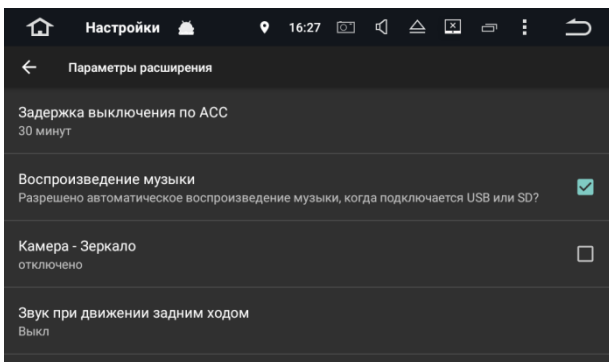 Настройки 16:27
Параметры расширения
Задержка выключения по ACC
30 минут
Воспроизведение музыки
Разрешено автоматическое воспроизведение музыки, когда подключается USB или SD?
Камера - Зеркало
отключено
Звук при движении задним ходом
Выкл